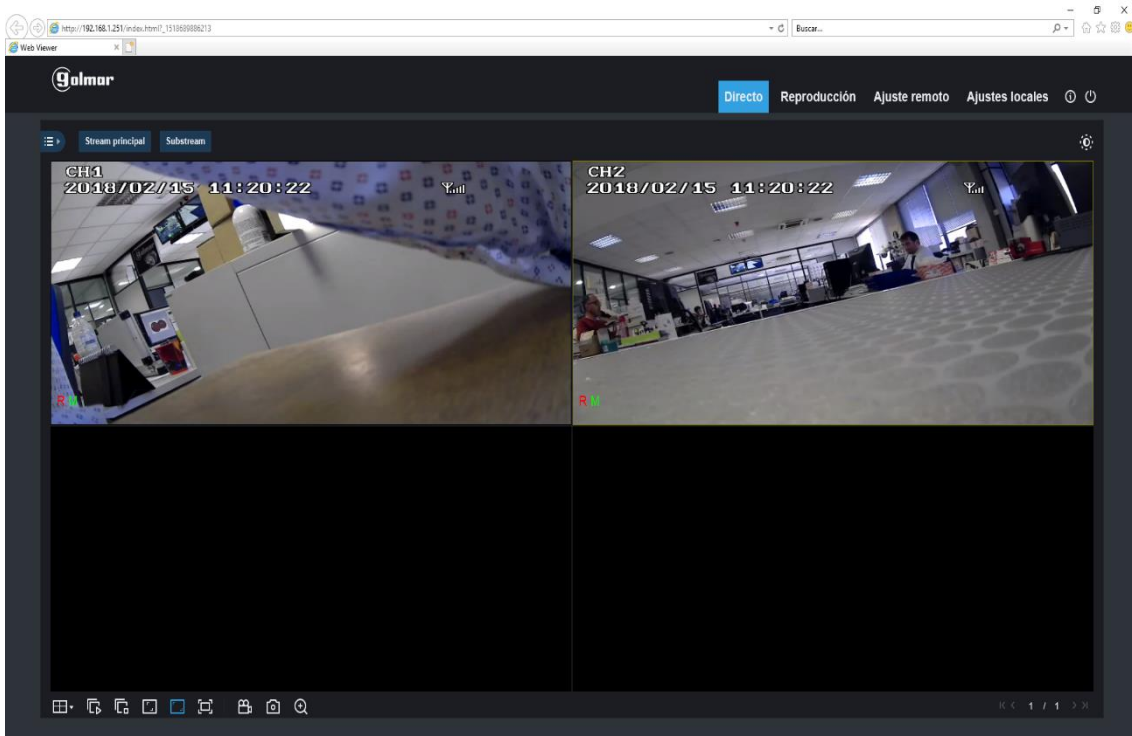 http://192.168.1.251/index.html?_1518689886213
Buscar...
Web Viewer
golmar
Directo Reproducción Ajuste remoto Ajustes locales
Stream principal Substream
CH1
2018/02/15 11:20:22
R M
CH2
2018/02/15 11:20:22
R M
1 / 1